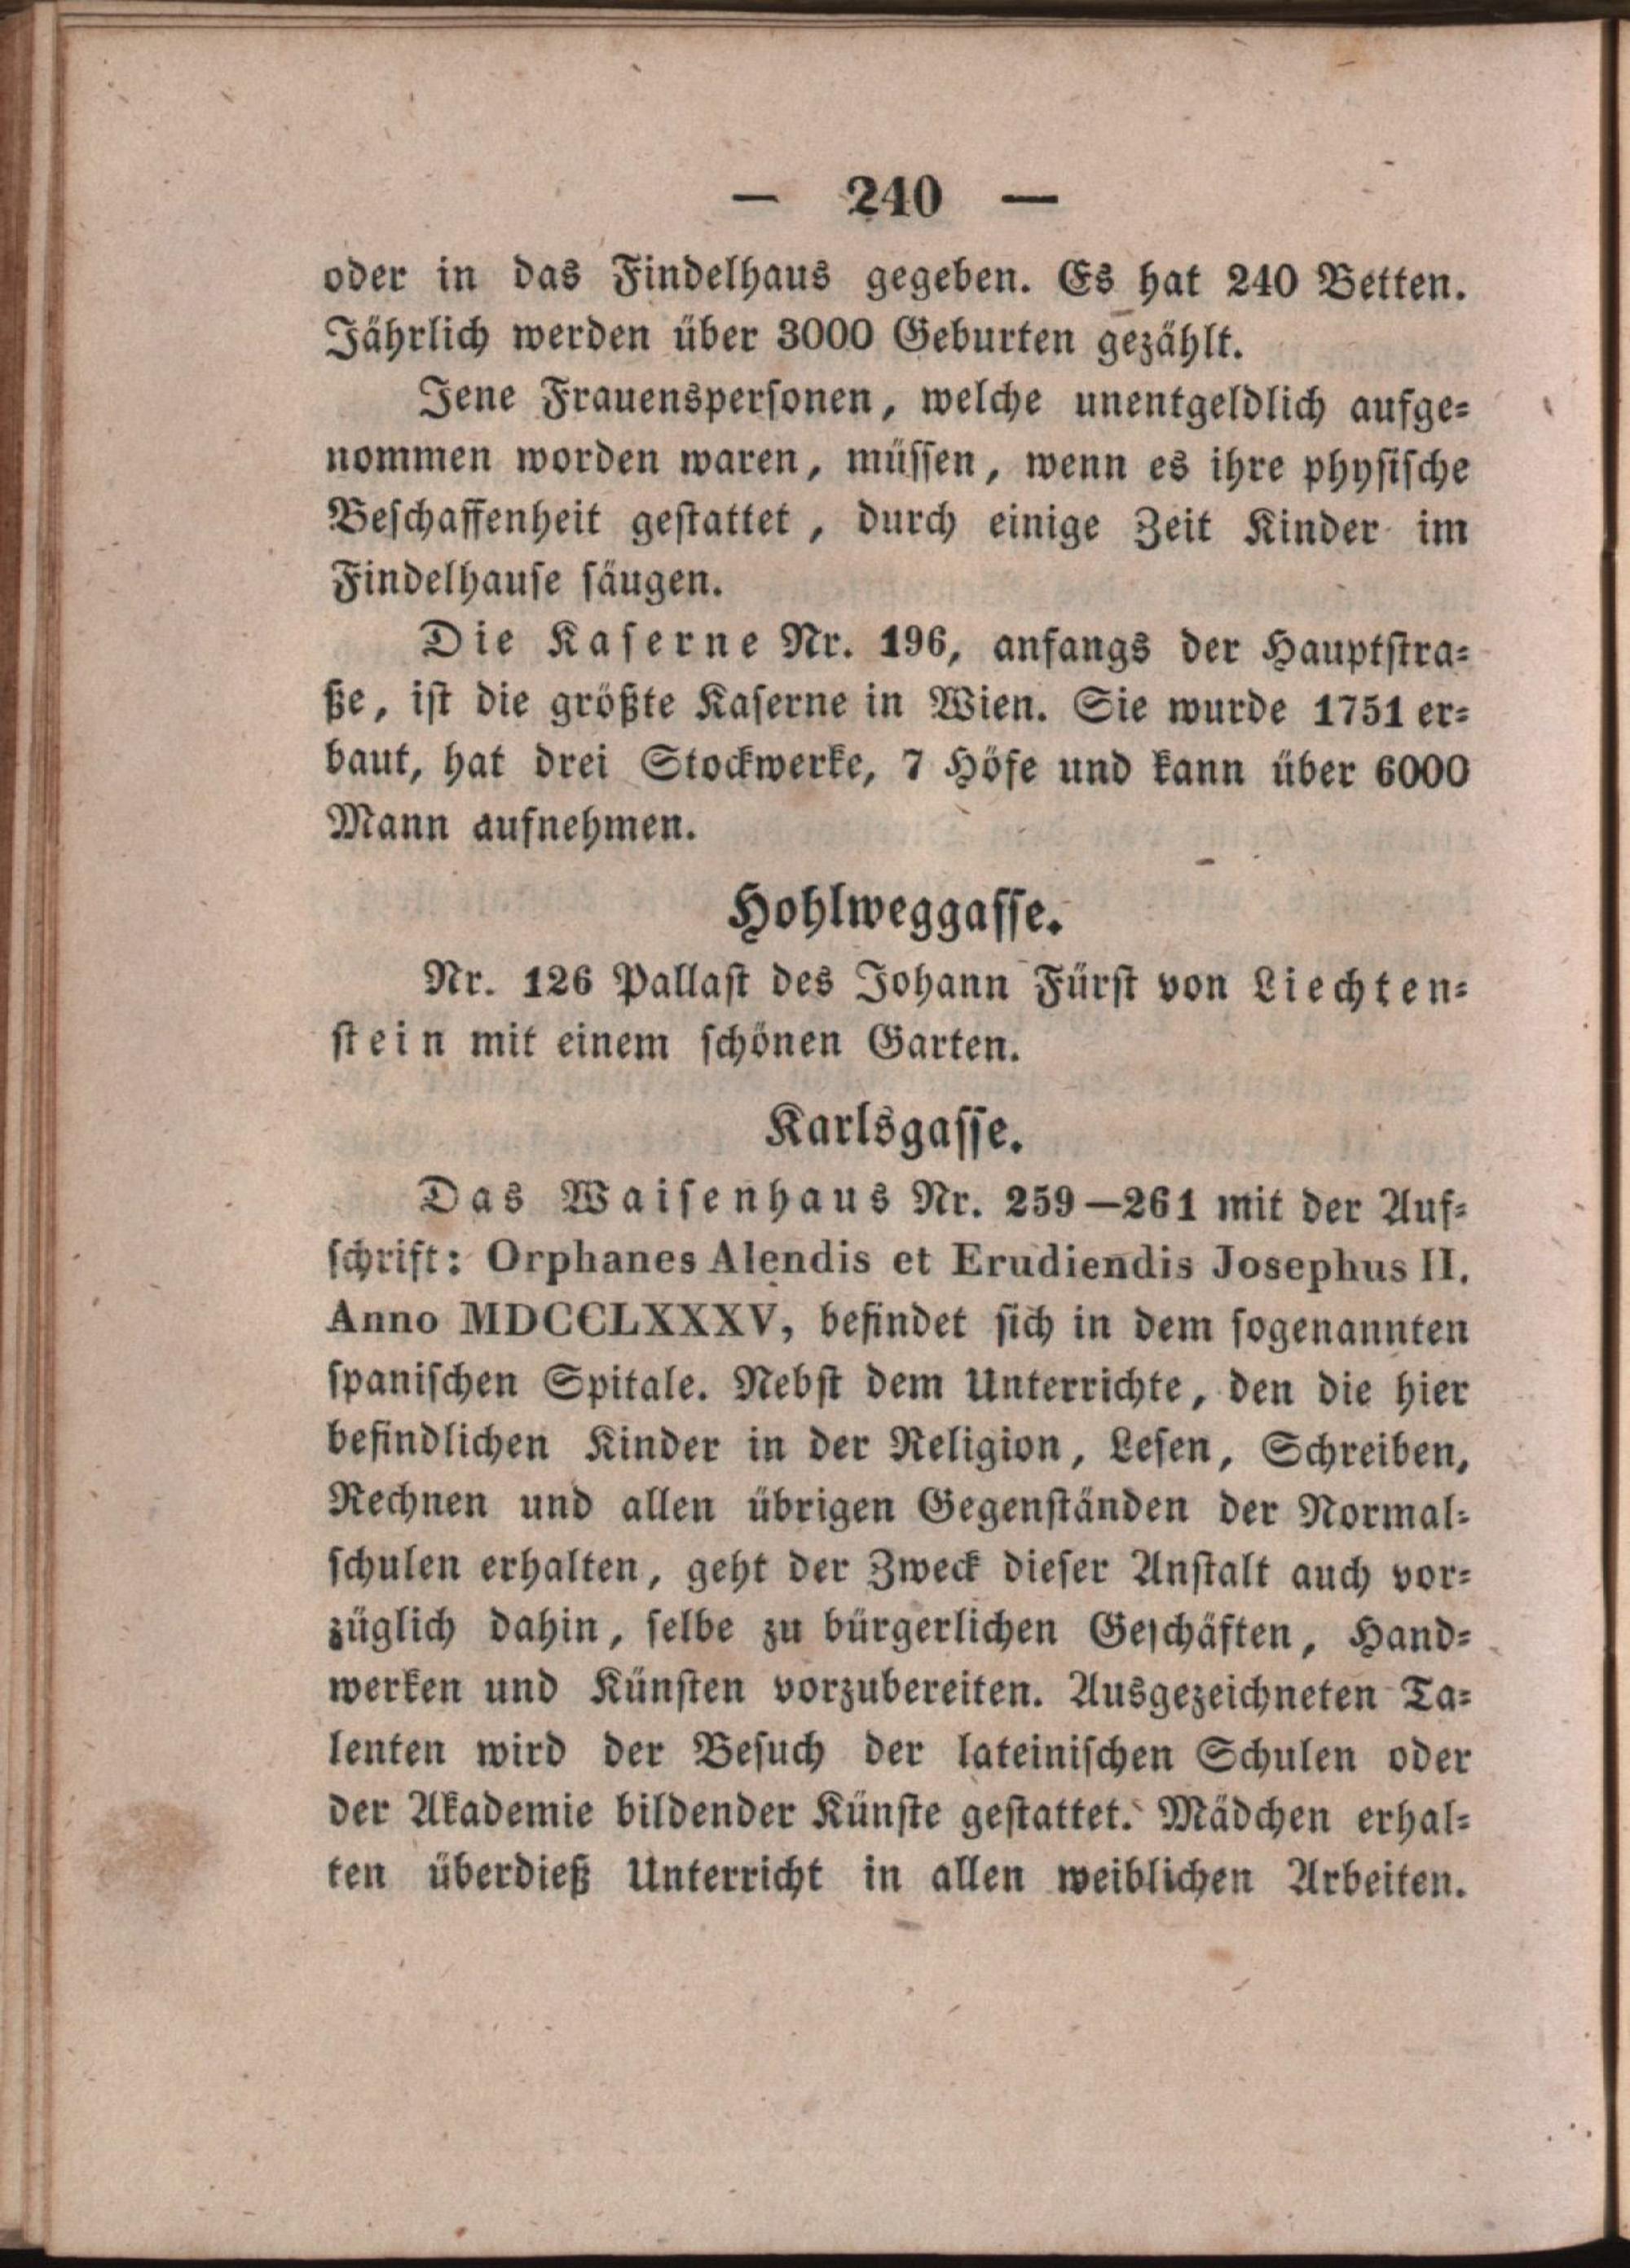 — 240 —
oder in das Findelhaus gegeben. Es hat 240 Betten.
Jährlich werden über 3000 Geburten gezählt.
Jene Frauenspersonen, welche unentgeldlich aufge-
nommen worden waren, müssen, wenn es ihre physische
Beschaffenheit gestattet, durch einige Zeit Kinder im
Findelhause säugen.
Die Kaserne Nr. 196, anfangs der Hauptstra-
ße, ist die größte Kaserne in Wien. Sie wurde 1751 er-
baut, hat drei Stockwerke, 7 Höfe und kann über 6000
Mann aufnehmen.
Hohlweggasse.
Nr. 126 Pallast des Johann Fürst von Liechten-
stein mit einem schönen Garten.
Karlsgasse.
Das Waisenhaus Nr. 259—261 mit der Auf-
schrift: Orphanes Alendis et Erudiendis Josephus II.
Anno MDCCLXXXV, befindet sich in dem sogenannten
spanischen Spitale. Nebst dem Unterrichte, den die hier
befindlichen Kinder in der Religion, Lesen, Schreiben,
Rechnen und allen übrigen Gegenständen der Normal-
schulen erhalten, geht der Zweck dieser Anstalt auch vor-
züglich dahin, selbe zu bürgerlichen Geschäften, Hand-
werken und Künsten vorzubereiten. Ausgezeichneten Ta-
lenten wird der Besuch der lateinischen Schulen oder
der Akademie bildender Künste gestattet. Mädchen erhal-
ten überdieß Unterricht in allen weiblichen Arbeiten.